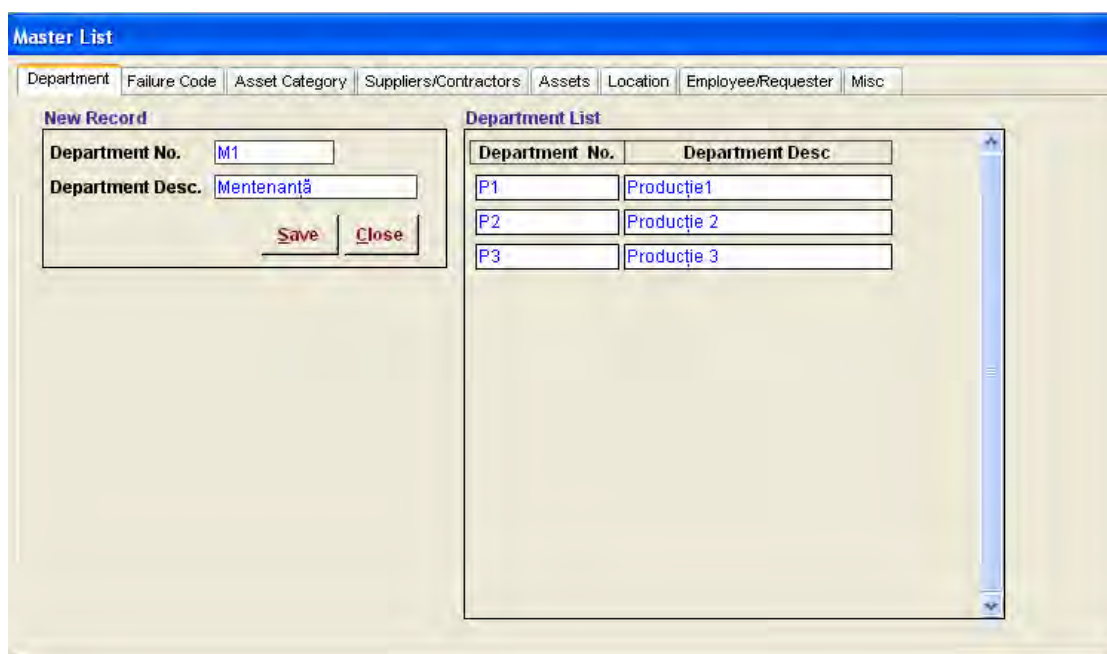 Master List
Department Failure Code Asset Category Suppliers/Contractors Assets Location Employee/Requester Misc
New Record
Department No. M1
Department Desc. Mentenanță
Save Close
Department List
Department No. Department Desc
P1 Producție1
P2 Producție 2
P3 Producție 3